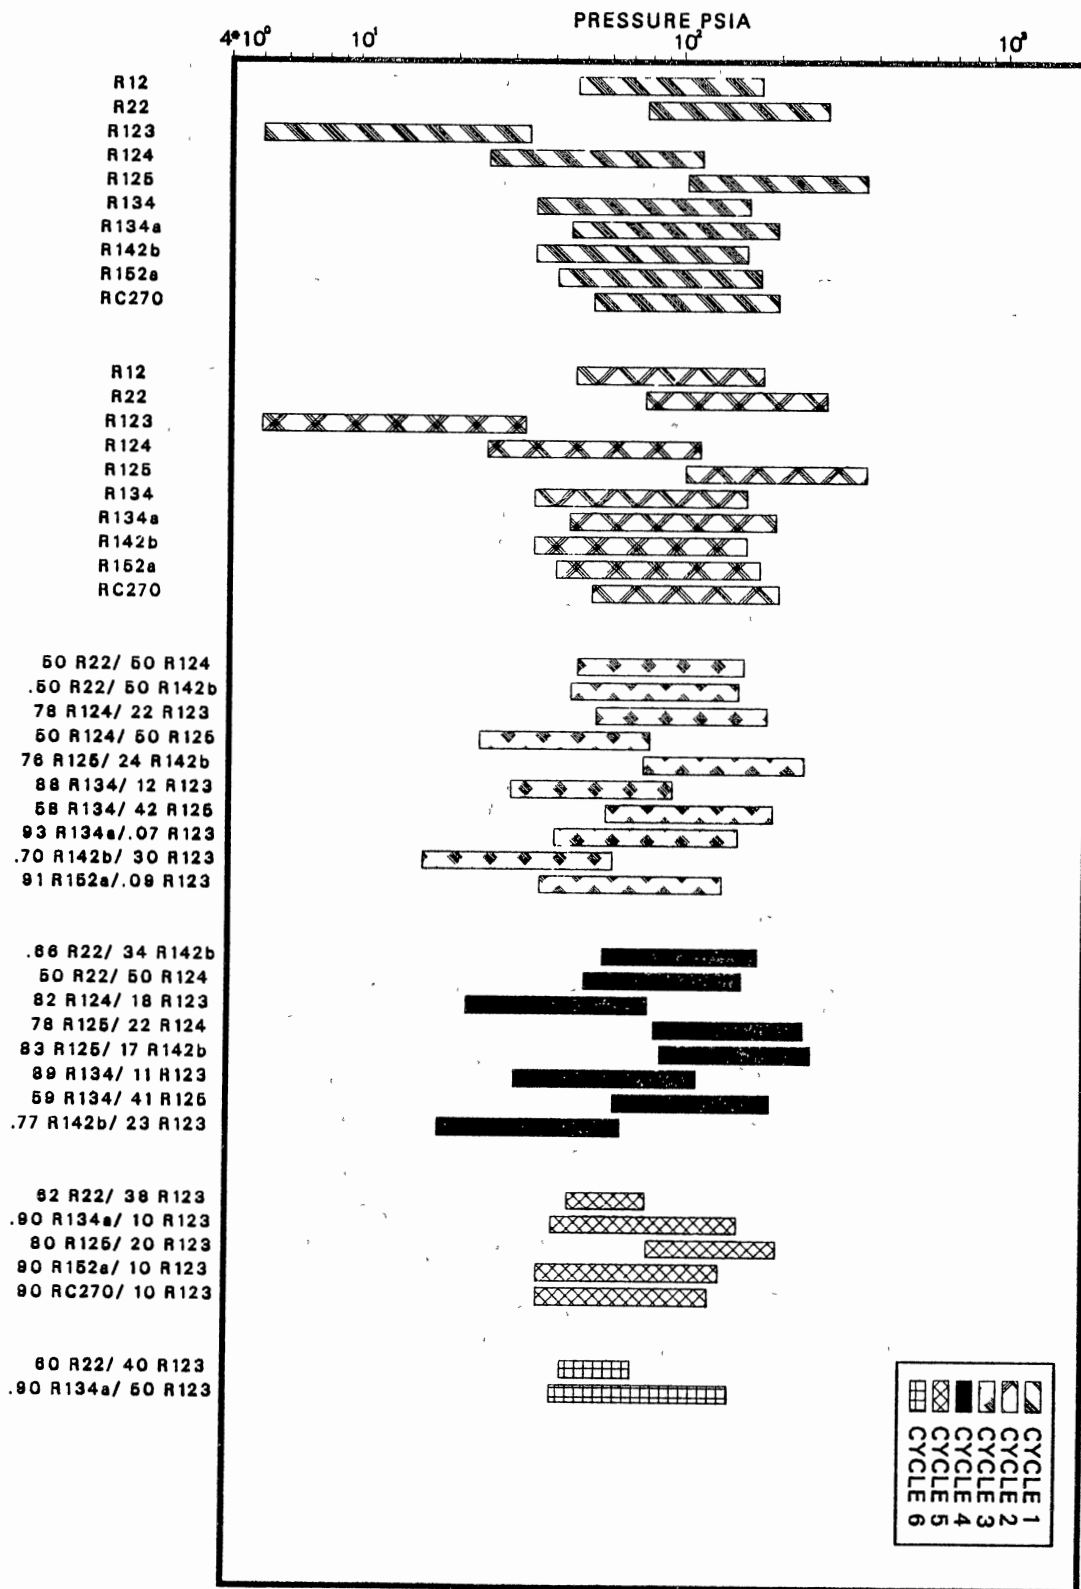 PRESSURE PSIA
4*10⁰ 10¹ 10² 10³
R12
R22
R123
R124
R125
R134
R134a
R142b
R152a
RC270
R12
R22
R123
R124
R125
R134
R134a
R142b
R152a
RC270
50 R22/ 50 R124
.50 R22/ 50 R142b
78 R124/ 22 R123
50 R124/ 50 R125
76 R125/ 24 R142b
88 R134/ 12 R123
58 R134/ 42 R125
93 R134a/.07 R123
.70 R142b/ 30 R123
91 R152a/.09 R123
.66 R22/ 34 R142b
50 R22/ 50 R124
82 R124/ 18 R123
78 R125/ 22 R124
83 R125/ 17 R142b
89 R134/ 11 R123
59 R134/ 41 R125
.77 R142b/ 23 R123
62 R22/ 38 R123
.90 R134a/ 10 R123
80 R125/ 20 R123
90 R152a/ 10 R123
90 RC270/ 10 R123
60 R22/ 40 R123
.90 R134a/ 50 R123
CYCLE 1
CYCLE 2
CYCLE 3
CYCLE 4
CYCLE 5
CYCLE 6